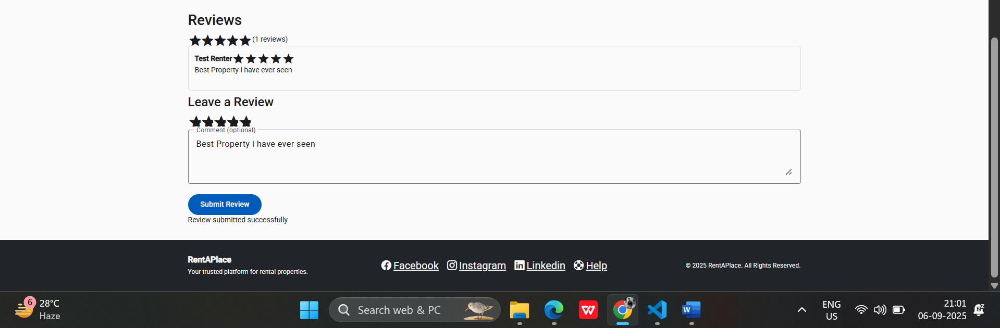 Reviews
(1 reviews)
Test Renter
Best Property i have ever seen
Leave a Review
Comment (optional)
Best Property i have ever seen
Submit Review
Review submitted successfully
RentAPlace
Your trusted platform for rental properties.
Facebook Instagram Linkedin Help
© 2025 RentAPlace. All Rights Reserved.
6
28°C
Haze
Search web & PC
W
ENG
US
21:01
06-09-2025